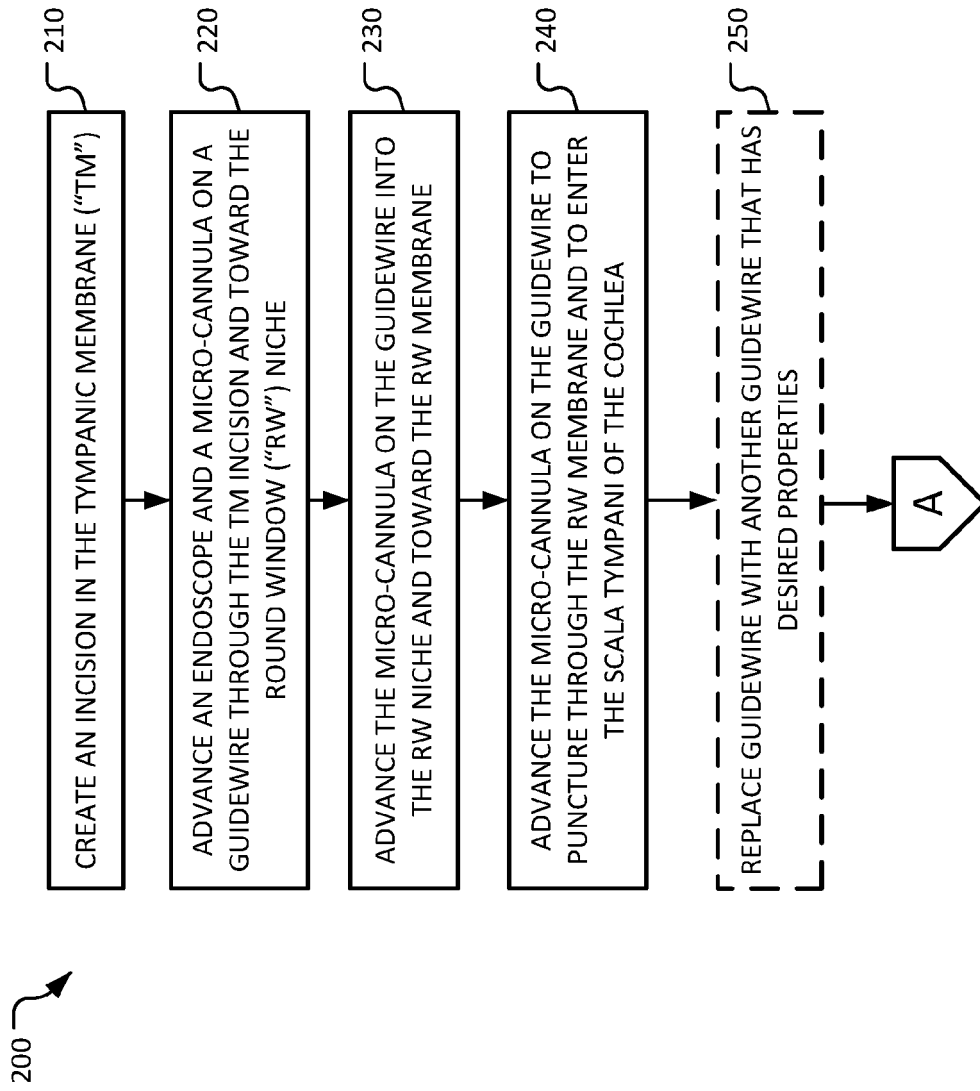 200
210
CREATE AN INCISION IN THE TYMPANIC MEMBRANE (“TM”)
220
ADVANCE AN ENDOSCOPE AND A MICRO-CANNULA ON A
GUIDEWIRE THROUGH THE TM INCISION AND TOWARD THE
ROUND WINDOW (“RW”) NICHE
230
ADVANCE THE MICRO-CANNULA ON THE GUIDEWIRE INTO
THE RW NICHE AND TOWARD THE RW MEMBRANE
240
ADVANCE THE MICRO-CANNULA ON THE GUIDEWIRE TO
PUNCTURE THROUGH THE RW MEMBRANE AND TO ENTER
THE SCALA TYMPANI OF THE COCHLEA
250
REPLACE GUIDEWIRE WITH ANOTHER GUIDEWIRE THAT HAS
DESIRED PROPERTIES
A